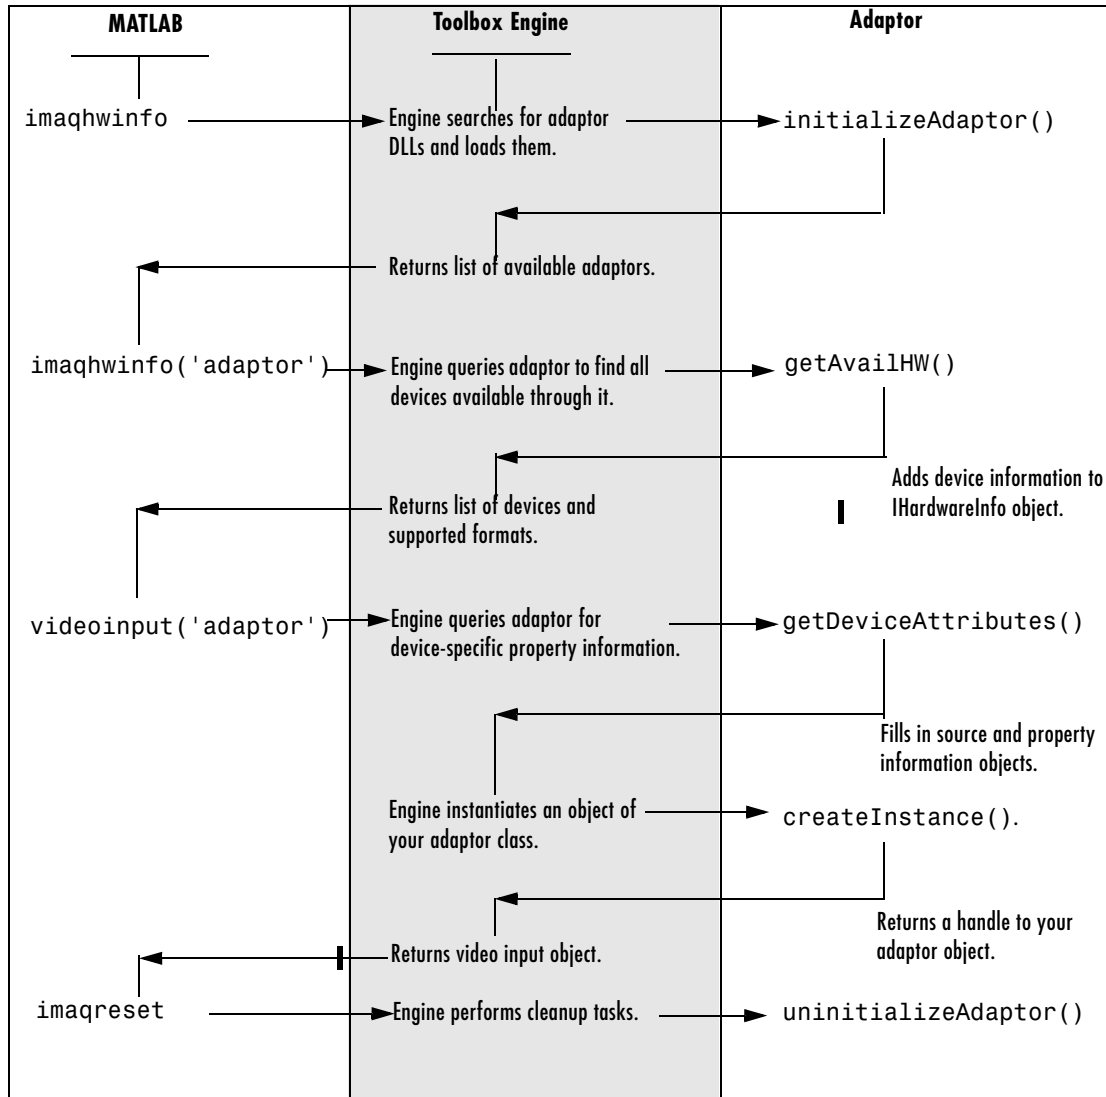 MATLAB
Toolbox Engine
Adaptor
imaqhwinfo
Engine searches for adaptor
DLLs and loads them.
initializeAdaptor()
Returns list of available adaptors.
imaqhwinfo('adaptor')
Engine queries adaptor to find all
devices available through it.
getAvailHW()
Adds device information to
IHardwareInfo object.
Returns list of devices and
supported formats.
videoinput('adaptor')
Engine queries adaptor for
device-specific property information.
getDeviceAttributes()
Fills in source and property
information objects.
Engine instantiates an object of
your adaptor class.
createInstance().
Returns a handle to your
adaptor object.
Returns video input object.
imaqreset
Engine performs cleanup tasks.
uninitializeAdaptor()